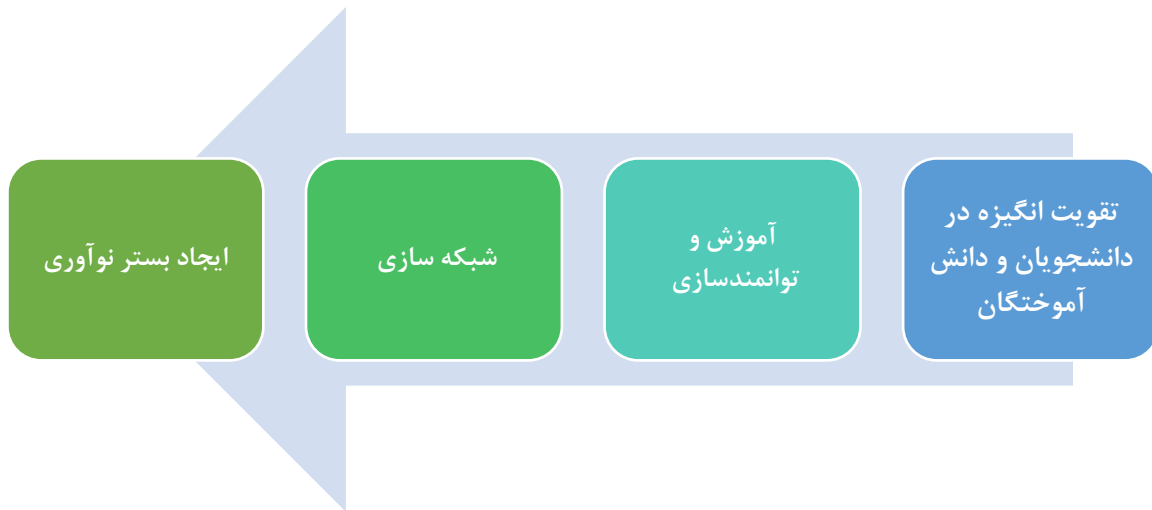 تقویت انگیزه در
دانشجویان و دانش
آموختگان
آموزش و
توانمندسازی
شبکه سازی
ایجاد بستر نوآوری